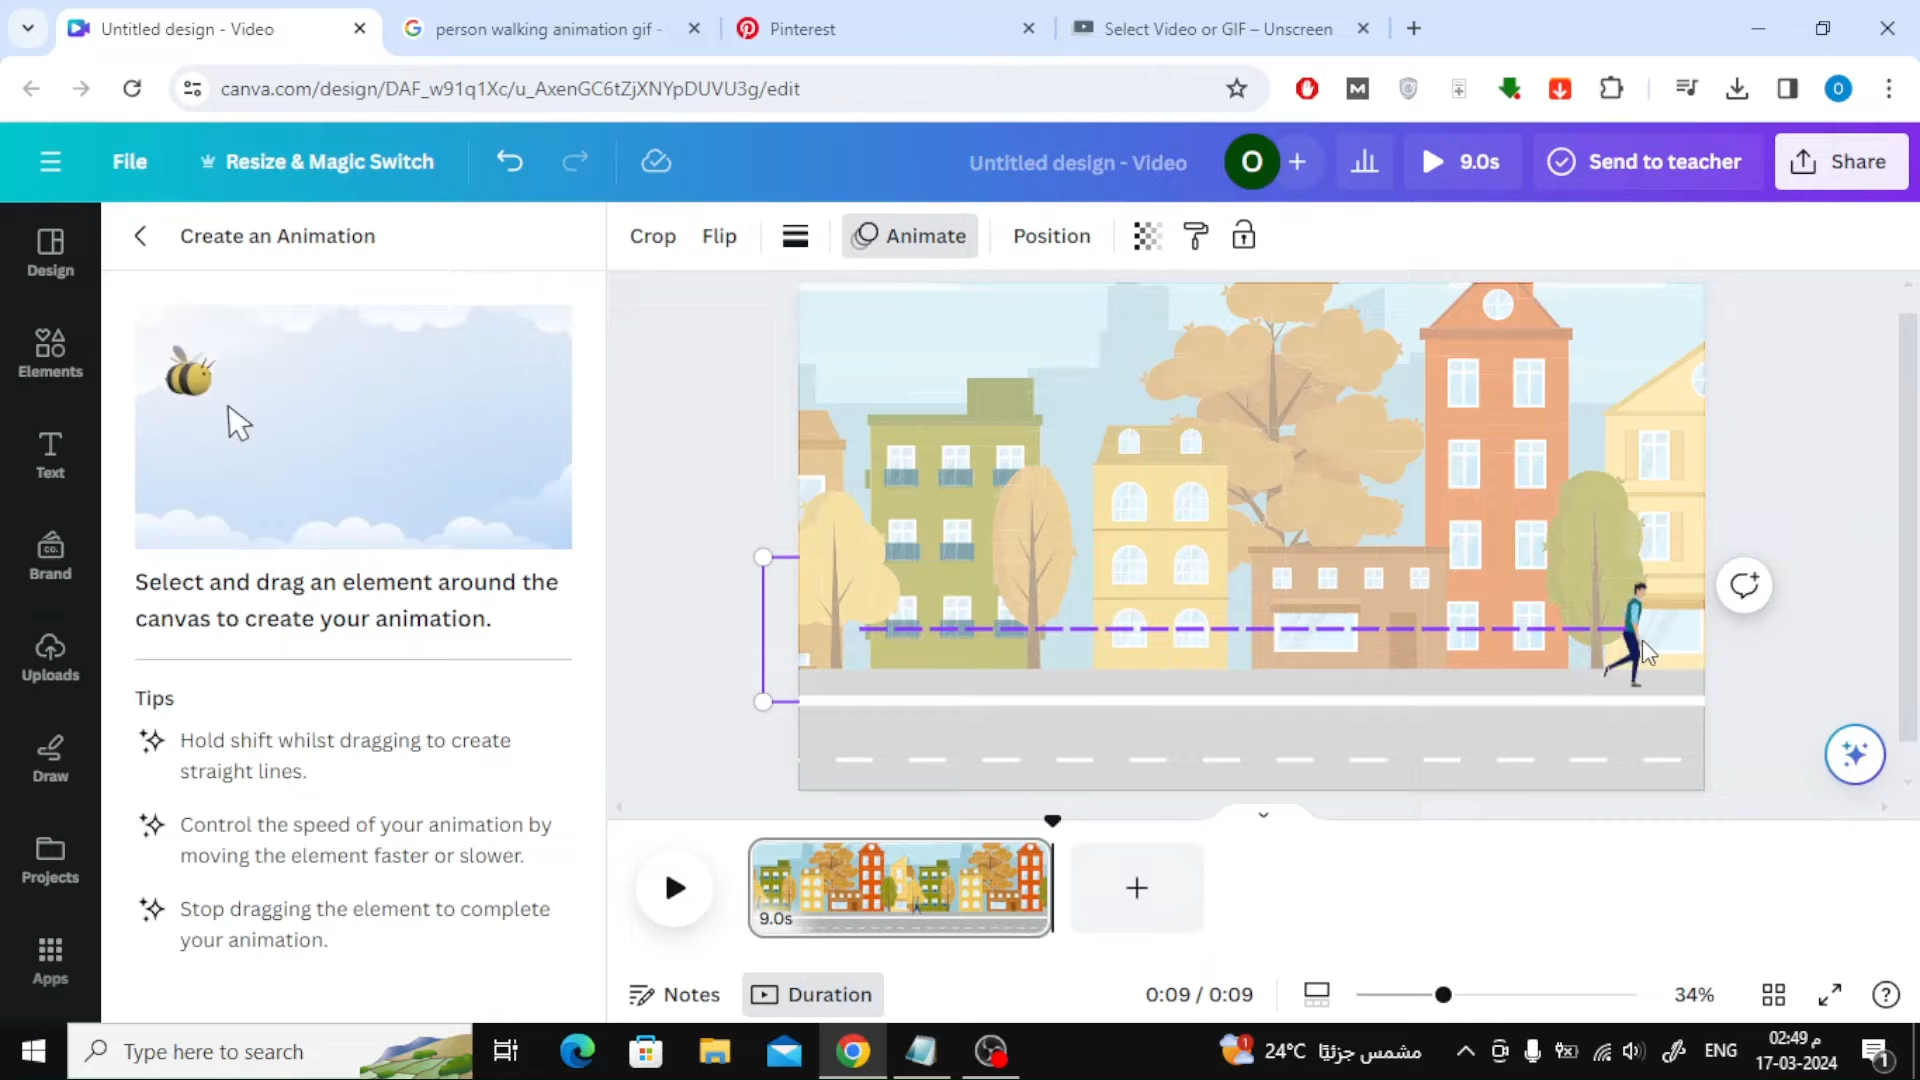 Untitled design - Video
person walking animation gif -
Pinterest
Select Video or GIF – Unscreen
canva.com/design/DAF_w91q1Xc/u_AxenGC6tZjXNYpDUVU3g/edit
O
File
Resize & Magic Switch
Untitled design - Video
O
9.0s
Send to teacher
Share
Design
Elements
Text
Brand
Uploads
Draw
Projects
Apps
Create an Animation
Select and drag an element around the
canvas to create your animation.
Tips
Hold shift whilst dragging to create
straight lines.
Control the speed of your animation by
moving the element faster or slower.
Stop dragging the element to complete
your animation.
Crop
Flip
Animate
Position
9.0s
Notes
Duration
0:09 / 0:09
34%
Type here to search
24°C مشمس جزئيًا
ENG
02:49 م
17-03-2024
1